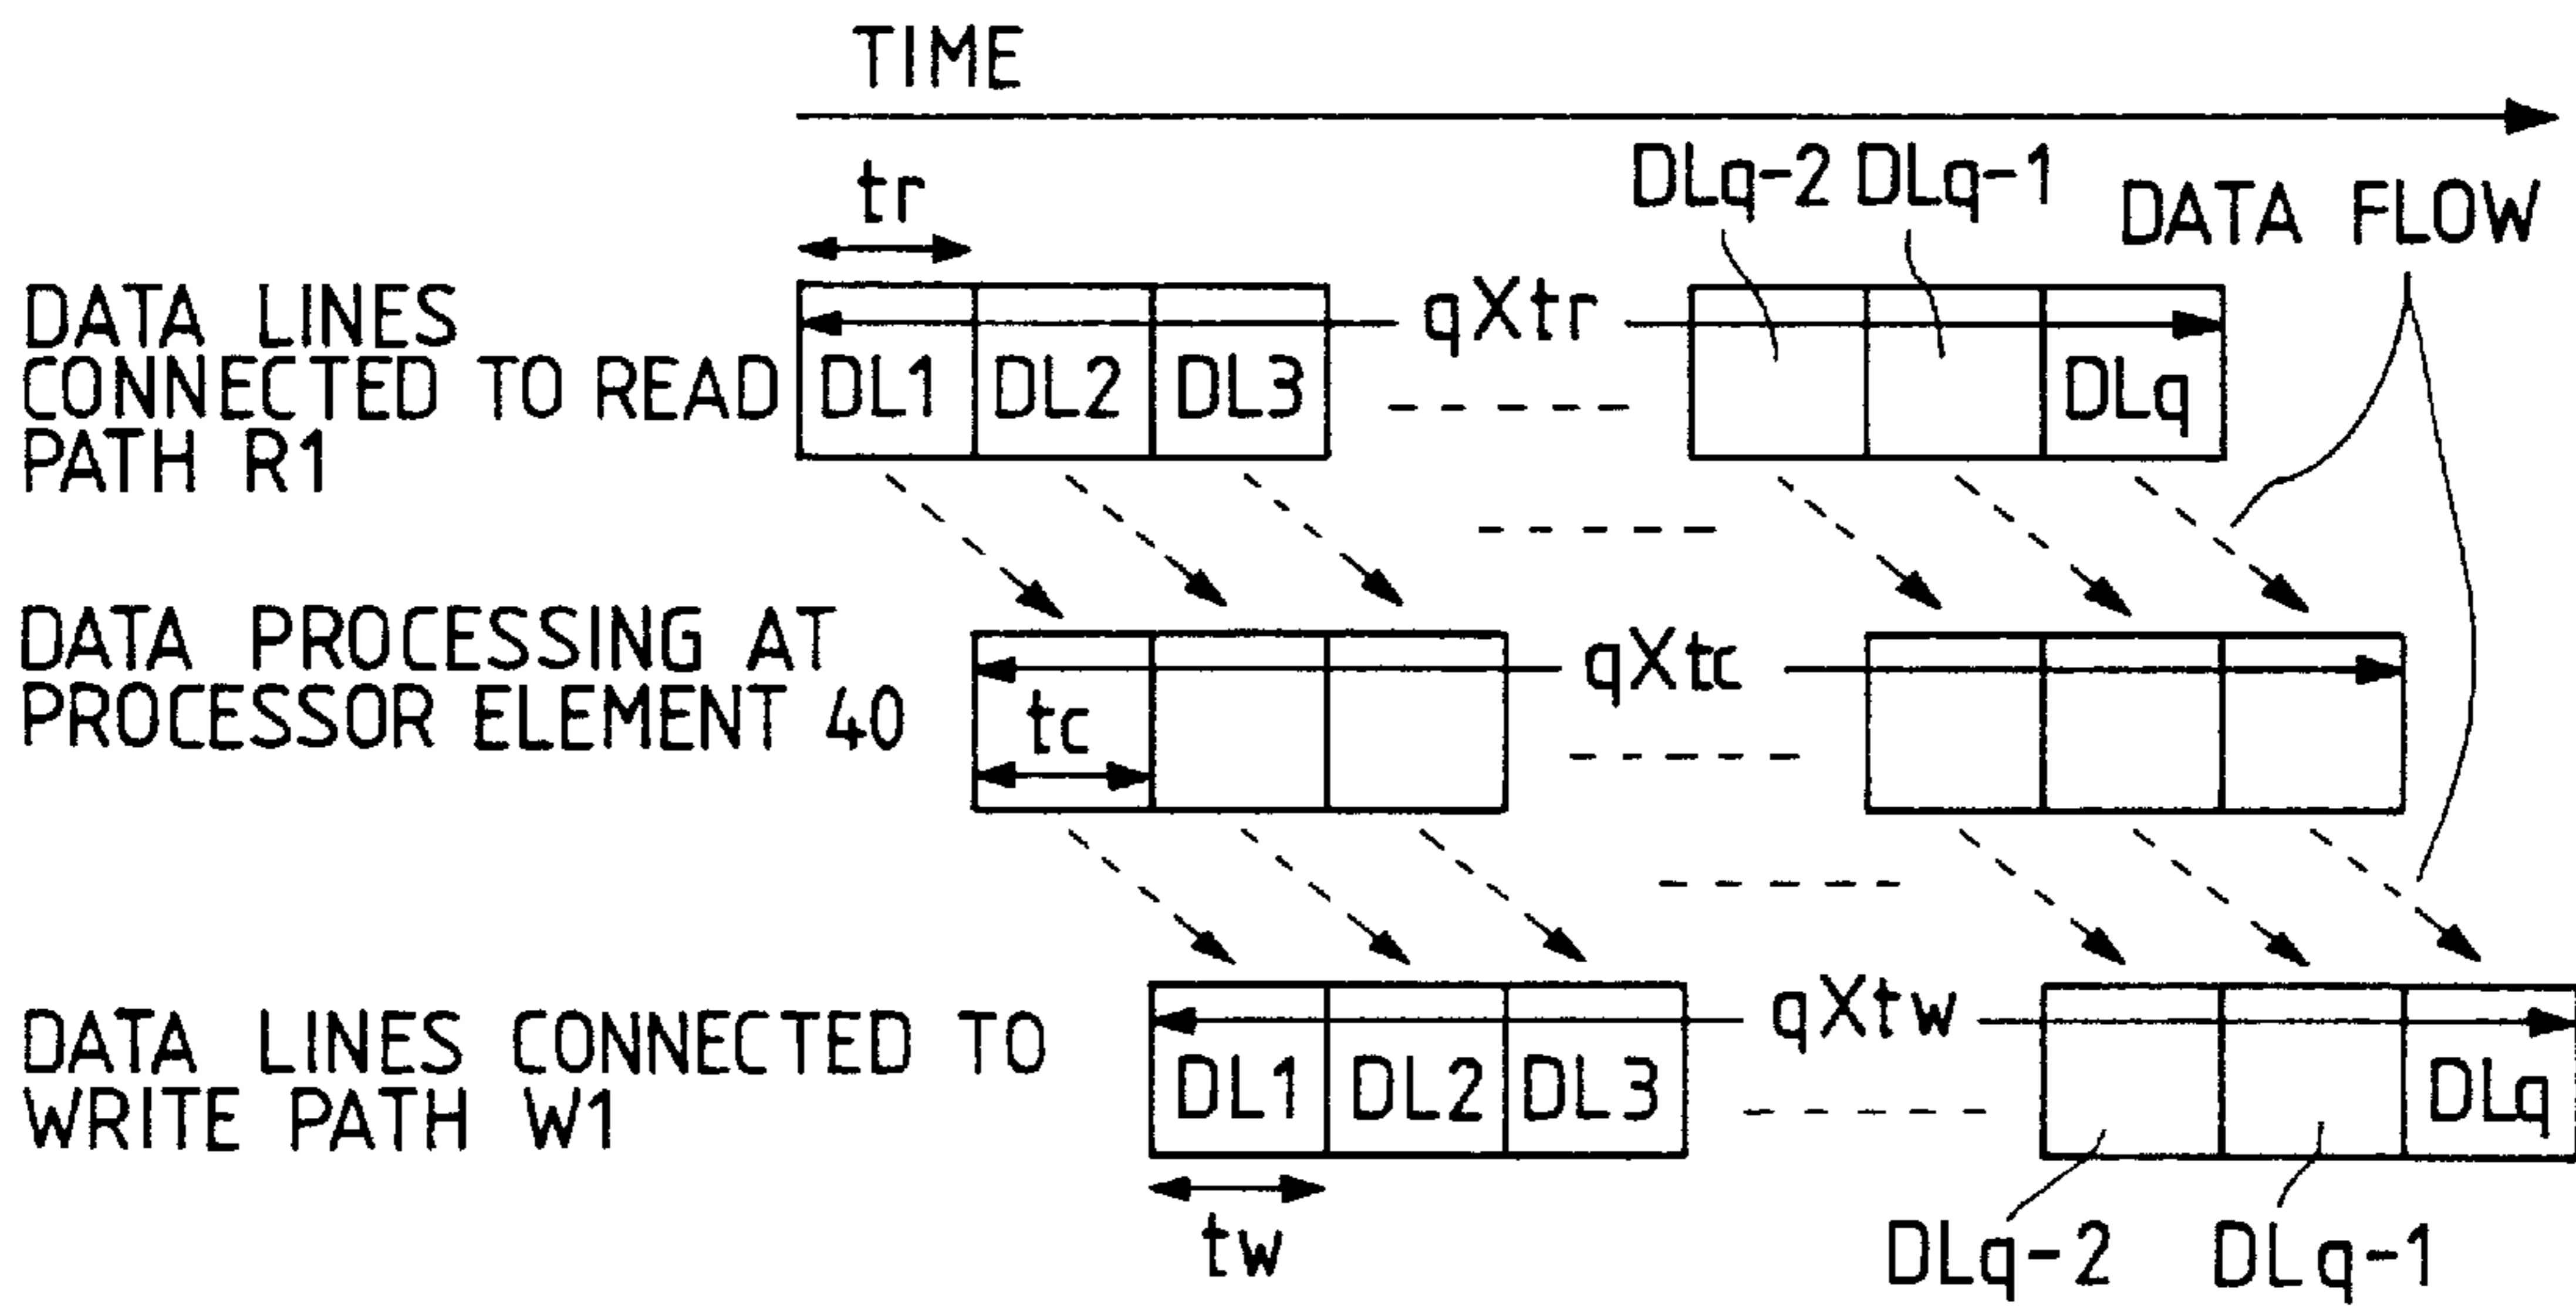 TIME
tr
DLq-2 DLq-1
DATA FLOW
DATA LINES
CONNECTED TO READ
PATH R1
qXtr
DL1 DL2 DL3
DLq
DATA PROCESSING AT
PROCESSOR ELEMENT 40
qXtc
tc
DATA LINES CONNECTED TO
WRITE PATH W1
qXtw
DL1 DL2 DL3
DLq
tw
DLq-2 DLq-1